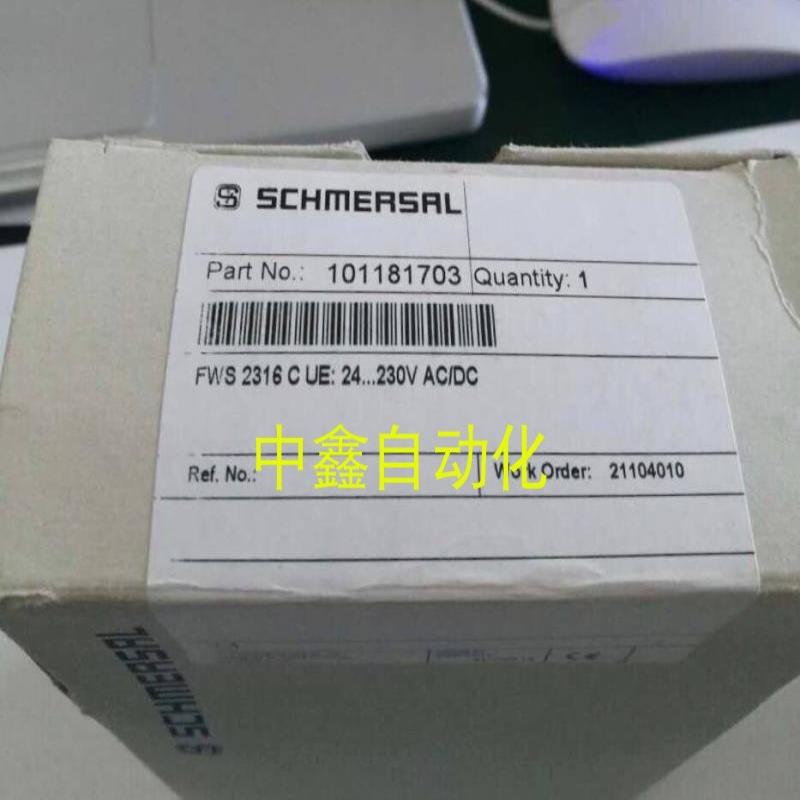 SCHMERSAL
Part No.: 101181703 Quantity: 1
FWS 2316 C UE: 24...230V AC/DC
中鑫自动化
Ref. No.: Work Order: 21104010
SCHMERSAL